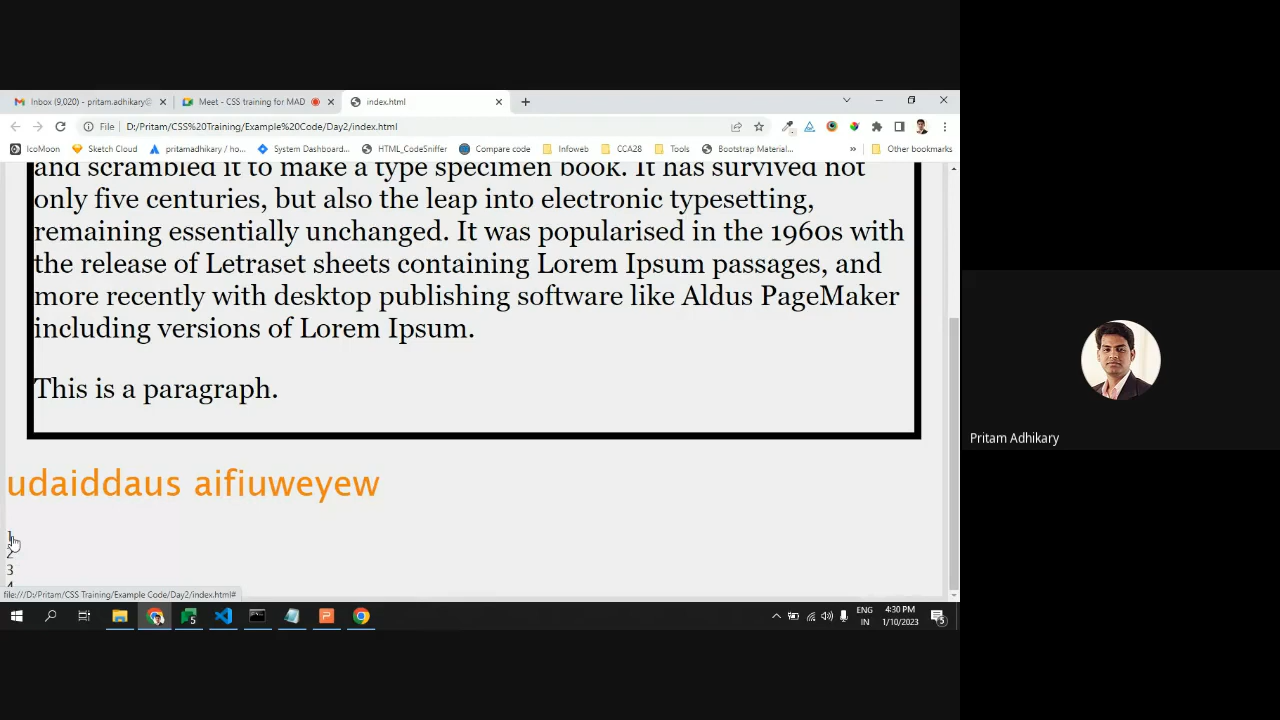 Inbox (9,020) - pritam.adhikary@
Meet - CSS training for MAD
index.html
File
D:/Pritam/CSS%20Training/Example%20Code/Day2/index.html
IcoMoon
Sketch Cloud
pritamadhikary / ho...
System Dashboard...
HTML_CodeSniffer
Compare code
Infoweb
CCA28
Tools
Bootstrap Material...
»
Other bookmarks
and scrambled it to make a type specimen book. It has survived not
only five centuries, but also the leap into electronic typesetting,
remaining essentially unchanged. It was popularised in the 1960s with
the release of Letraset sheets containing Lorem Ipsum passages, and
more recently with desktop publishing software like Aldus PageMaker
including versions of Lorem Ipsum.
This is a paragraph.
udaiddaus aifiuweyew
1
2
3
4
file:///D:/Pritam/CSS Training/Example Code/Day2/index.html#
ENG
IN
4:30 PM
1/10/2023
5
Pritam Adhikary